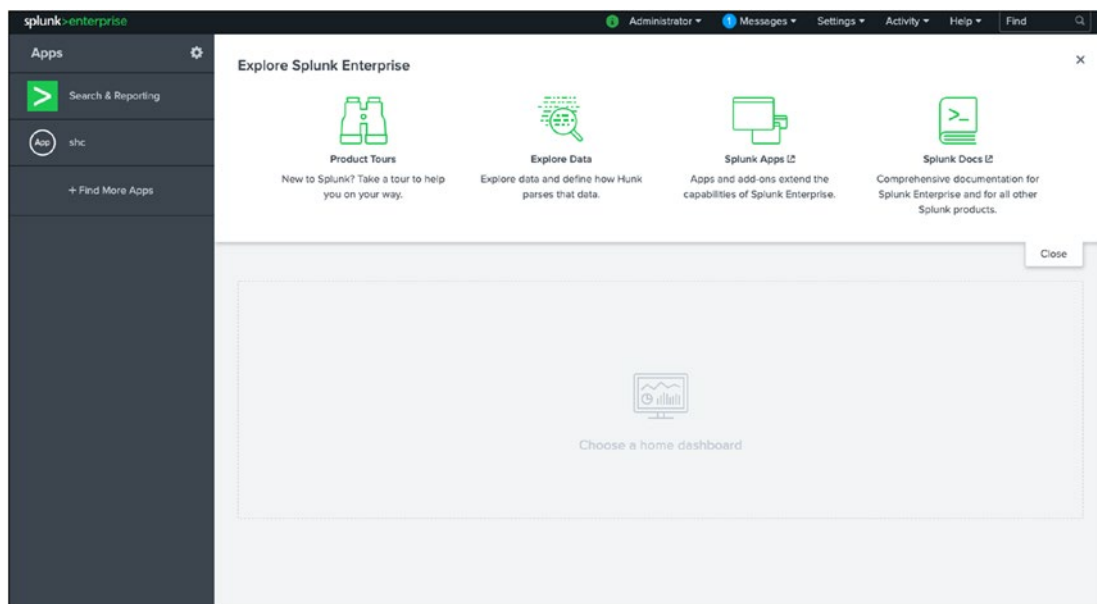 splunk>enterprise
i Administrator 1 Messages Settings Activity Help Find
Apps
Search & Reporting
App shc
+ Find More Apps
Explore Splunk Enterprise
Product Tours
New to Splunk? Take a tour to help
you on your way.
Explore Data
Explore data and define how Hunk
parses that data.
Splunk Apps
Apps and add-ons extend the
capabilities of Splunk Enterprise.
>_
Splunk Docs
Comprehensive documentation for
Splunk Enterprise and for all other
Splunk products.
Close
Choose a home dashboard